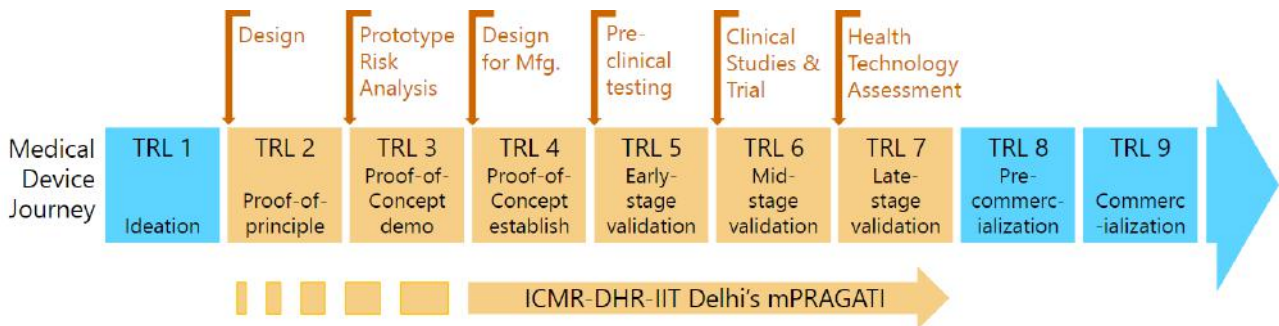 Design
Prototype
Risk
Analysis
Design
for Mfg.
Pre-
clinical
testing
Clinical
Studies &
Trial
Health
Technology
Assessment
Medical
Device
Journey
TRL 1
Ideation
TRL 2
Proof-of-
principle
TRL 3
Proof-of-
Concept
demo
TRL 4
Proof-of-
Concept
establish
TRL 5
Early-
stage
validation
TRL 6
Mid-
stage
validation
TRL 7
Late-
stage
validation
TRL 8
Pre-
commerc-
ialization
TRL 9
Commerc
-ialization
ICMR-DHR-IIT Delhi's mPRAGATI